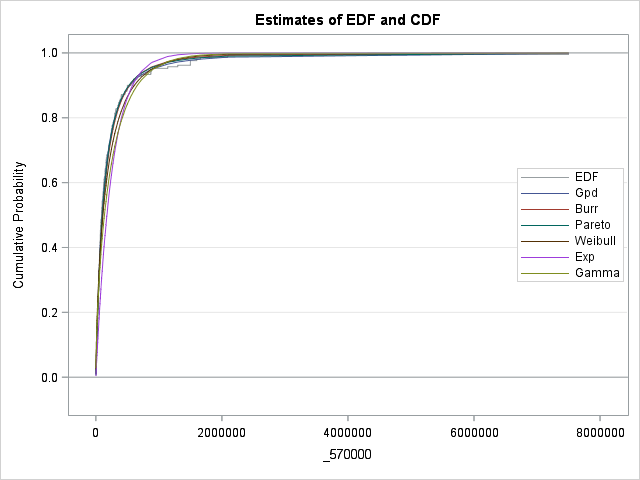 Estimates of EDF and CDF
Cumulative Probability
1.0
0.8
0.6
0.4
0.2
0.0
EDF
Gpd
Burr
Pareto
Weibull
Exp
Gamma
0 2000000 4000000 6000000 8000000
_570000